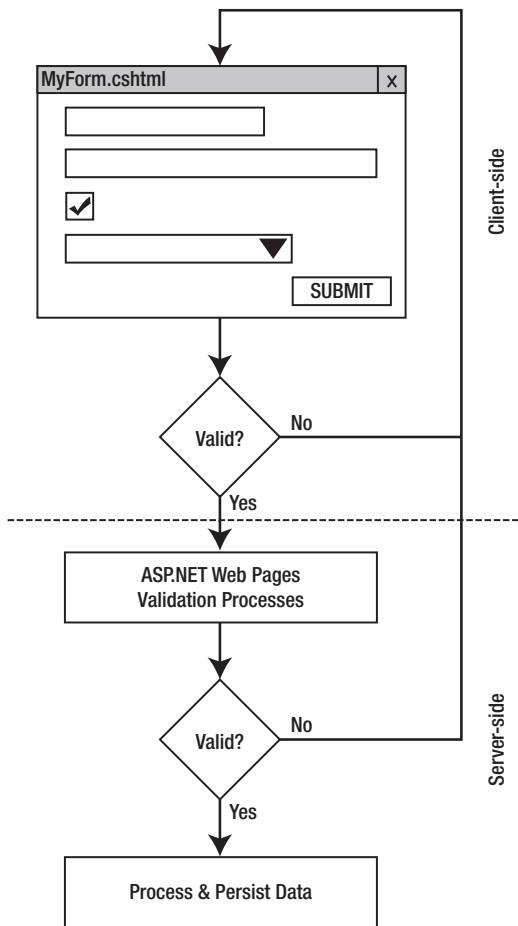 MyForm.cshtml
x
SUBMIT
Client-side
Valid?
No
Yes
ASP.NET Web Pages
Validation Processes
Valid?
No
Server-side
Yes
Process & Persist Data